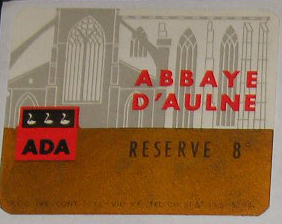 ABBAYE
D'AULNE
ADA
RESERVE 8°